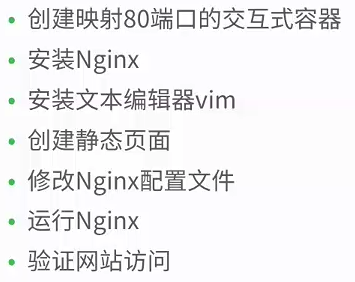 创建映射80端口的交互式容器
安装Nginx
安装文本编辑器vim
创建静态页面
修改Nginx配置文件
运行Nginx
验证网站访问